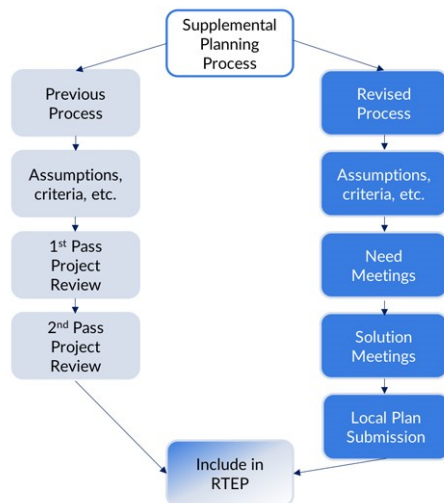 Supplemental
Planning
Process
Previous
Process
Assumptions,
criteria, etc.
1st Pass
Project
Review
2nd Pass
Project
Review
Revised
Process
Assumptions,
criteria, etc.
Need
Meetings
Solution
Meetings
Local Plan
Submission
Include in
RTEP